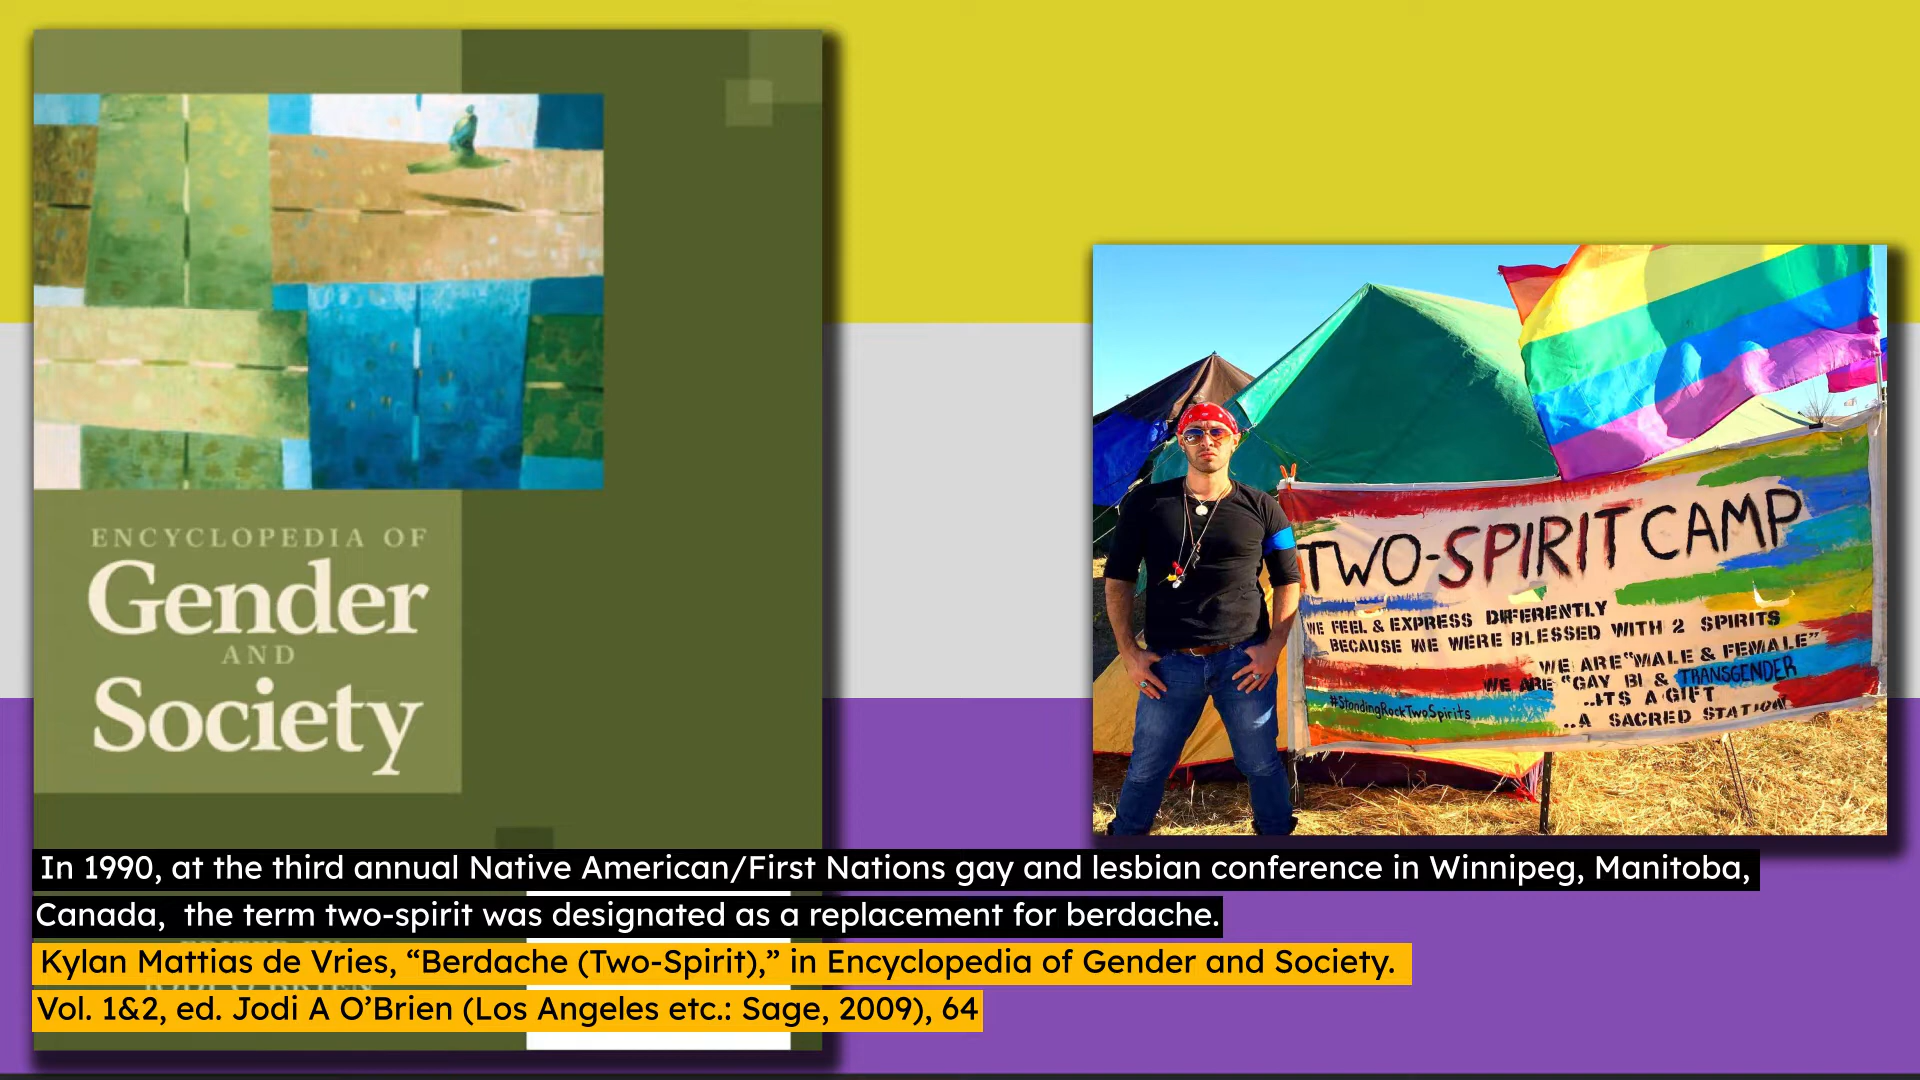 ENCYCLOPEDIA OF
Gender
AND
Society
TWO-SPIRIT CAMP
WE FEEL & EXPRESS DIFFERENTLY
BECAUSE WE WERE BLESSED WITH 2 SPIRITS
WE ARE "MALE & FEMALE"
WE ARE "GAY BI & TRANSGENDER
..ITS A GIFT
..A SACRED STATION
#StandingRockTwoSpirits
In 1990, at the third annual Native American/First Nations gay and lesbian conference in Winnipeg, Manitoba,
Canada,  the term two-spirit was designated as a replacement for berdache.
Kylan Mattias de Vries, “Berdache (Two-Spirit),” in Encyclopedia of Gender and Society.
Vol. 1&2, ed. Jodi A O’Brien (Los Angeles etc.: Sage, 2009), 64